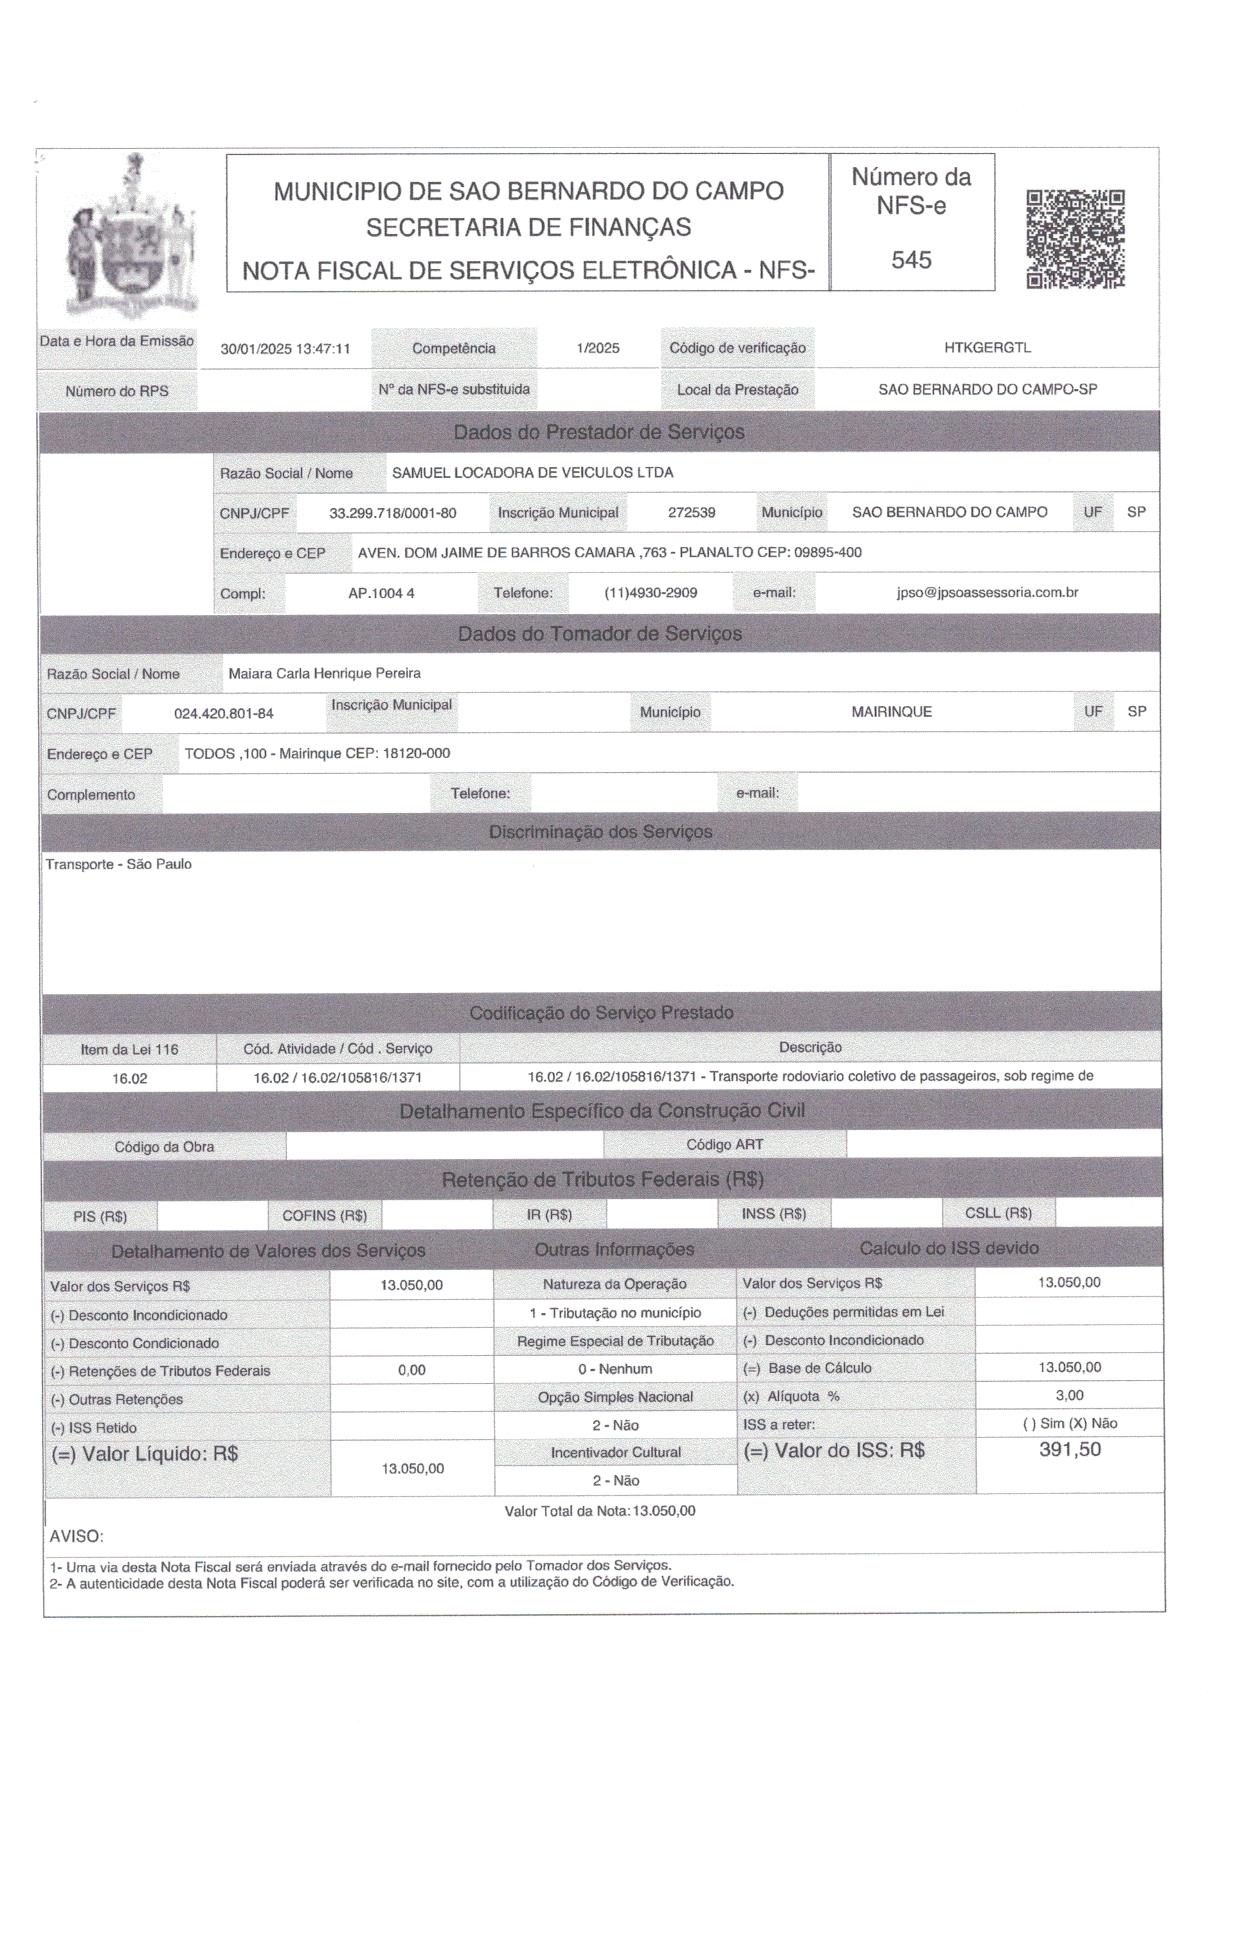 MUNICIPIO DE SAO BERNARDO DO CAMPO
SECRETARIA DE FINANÇAS
NOTA FISCAL DE SERVIÇOS ELETRÔNICA - NFS-
Número da
NFS-e
545
Data e Hora da Emissão 30/01/2025 13:47:11 Competência 1/2025 Código de verificação HTKGERGTL
Número do RPS Nº da NFS-e substituida Local da Prestação SAO BERNARDO DO CAMPO-SP
Dados do Prestador de Serviços
Razão Social / Nome SAMUEL LOCADORA DE VEICULOS LTDA
CNPJ/CPF 33.299.718/0001-80 Inscrição Municipal 272539 Município SAO BERNARDO DO CAMPO UF SP
Endereço e CEP AVEN. DOM JAIME DE BARROS CAMARA ,763 - PLANALTO CEP: 09895-400
Compl: AP.1004 4 Telefone: (11)4930-2909 e-mail: jpso@jpsoassessoria.com.br
Dados do Tomador de Serviços
Razão Social / Nome Maiara Carla Henrique Pereira
CNPJ/CPF 024.420.801-84 Inscrição Municipal Município MAIRINQUE UF SP
Endereço e CEP TODOS ,100 - Mairinque CEP: 18120-000
Complemento Telefone: e-mail:
Discriminação dos Serviços
Transporte - São Paulo
Codificação do Serviço Prestado
Item da Lei 116 Cód. Atividade / Cód . Serviço Descrição
16.02 16.02 / 16.02/105816/1371 16.02 / 16.02/105816/1371 - Transporte rodoviario coletivo de passageiros, sob regime de
Detalhamento Específico da Construção Civil
Código da Obra Código ART
Retenção de Tributos Federais (R$)
PIS (R$) COFINS (R$) IR (R$) INSS (R$) CSLL (R$)
Detalhamento de Valores dos Serviços Outras Informações Calculo do ISS devido
Valor dos Serviços R$ 13.050,00 Natureza da Operação Valor dos Serviços R$ 13.050,00
(-) Desconto Incondicionado 1 - Tributação no município (-) Deduções permitidas em Lei
(-) Desconto Condicionado Regime Especial de Tributação (-) Desconto Incondicionado
(-) Retenções de Tributos Federais 0,00 0 - Nenhum (=) Base de Cálculo 13.050,00
(-) Outras Retenções Opção Simples Nacional (x) Alíquota % 3,00
(-) ISS Retido 2 - Não ISS a reter: ( ) Sim (X) Não
(=) Valor Líquido: R$ 13.050,00 Incentivador Cultural (=) Valor do ISS: R$ 391,50
2 - Não
Valor Total da Nota: 13.050,00
AVISO:
1- Uma via desta Nota Fiscal será enviada através do e-mail fornecido pelo Tomador dos Serviços.
2- A autenticidade desta Nota Fiscal poderá ser verificada no site, com a utilização do Código de Verificação.